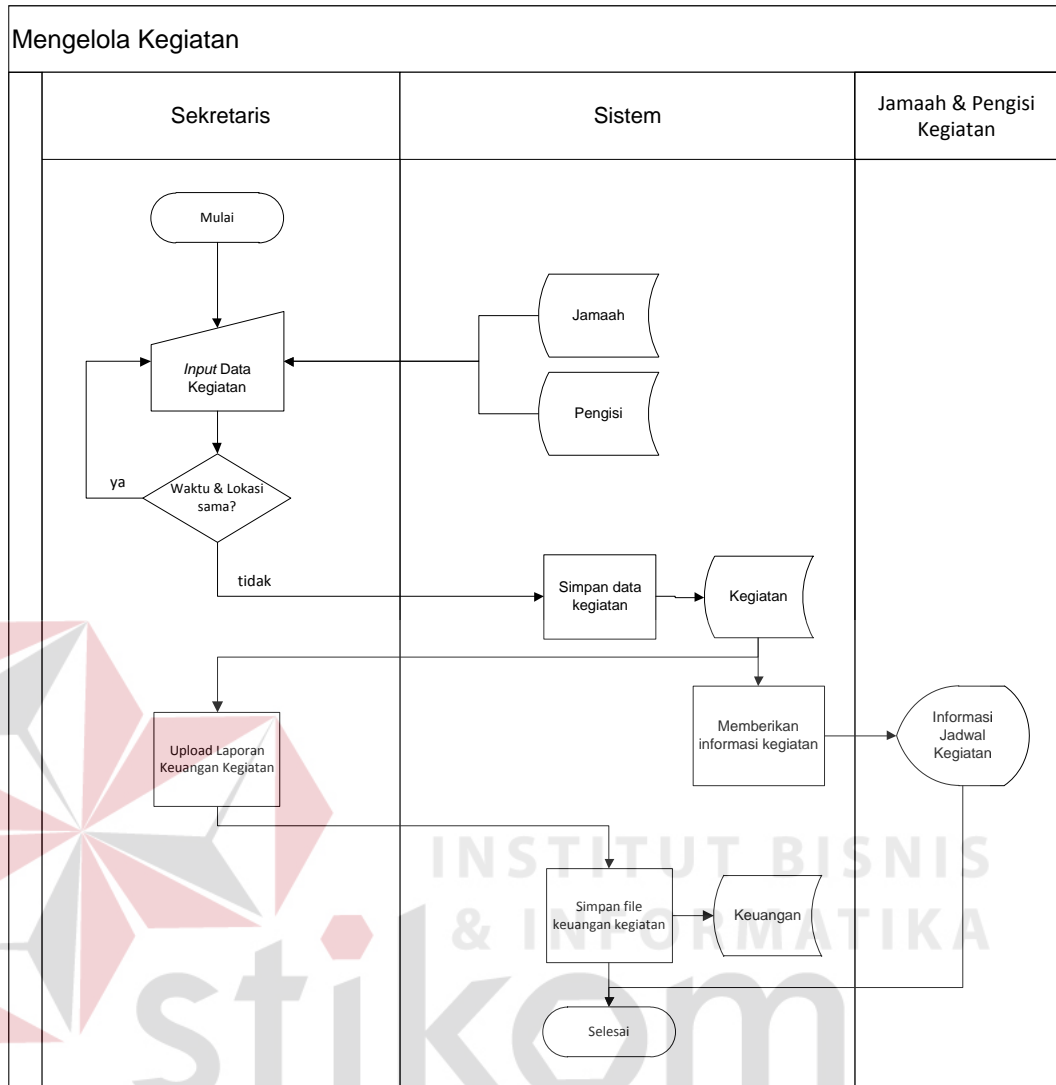 Mengelola Kegiatan
Sekretaris
Sistem
Jamaah & Pengisi
Kegiatan
Mulai
Jamaah
Input Data
Kegiatan
Pengisi
ya
Waktu & Lokasi
sama?
tidak
Simpan data
kegiatan
Kegiatan
Upload Laporan
Keuangan Kegiatan
Memberikan
informasi kegiatan
Informasi
Jadwal
Kegiatan
INSTITUT BISNIS
& INFORMATIKA
stikom
Simpan file
keuangan kegiatan
Keuangan
Selesai